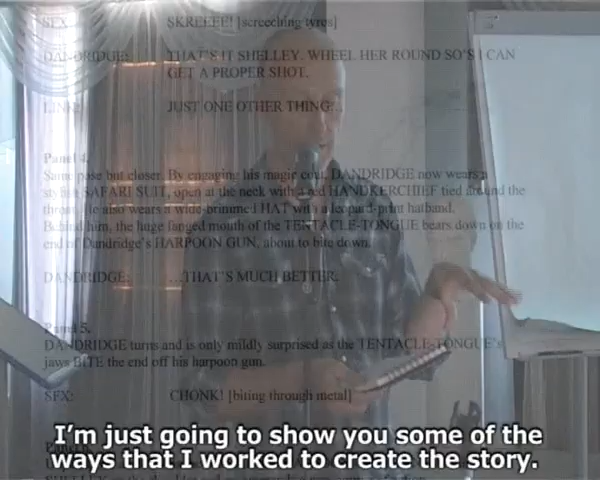 SFX: SKREEEE! [screeching tyres]
DANDRIDGE: THAT'S IT SHELLEY. WHEEL HER ROUND SO'S I CAN
GET A PROPER SHOT.
LINK: JUST ONE OTHER THING...
Panel 4.
Same pose but closer. By engaging his magic coat, DANDRIDGE now wears a
stylish SAFARI SUIT, open at the neck with a red HANDKERCHIEF tied around the
throat. He also wears a wide-brimmed HAT with a leopard-print hatband.
Behind him, the huge fanged mouth of the TENTACLE-TONGUE bears down on the
end of Dandridge's HARPOON GUN, about to bite down.
DANDRIDGE: ...THAT'S MUCH BETTER.
Panel 5.
DANDRIDGE turns and is only mildly surprised as the TENTACLE-TONGUE's
jaws BITE the end off his harpoon gun.
SFX: CHONK! [biting through metal]
I'm just going to show you some of the
ways that I worked to create the story.